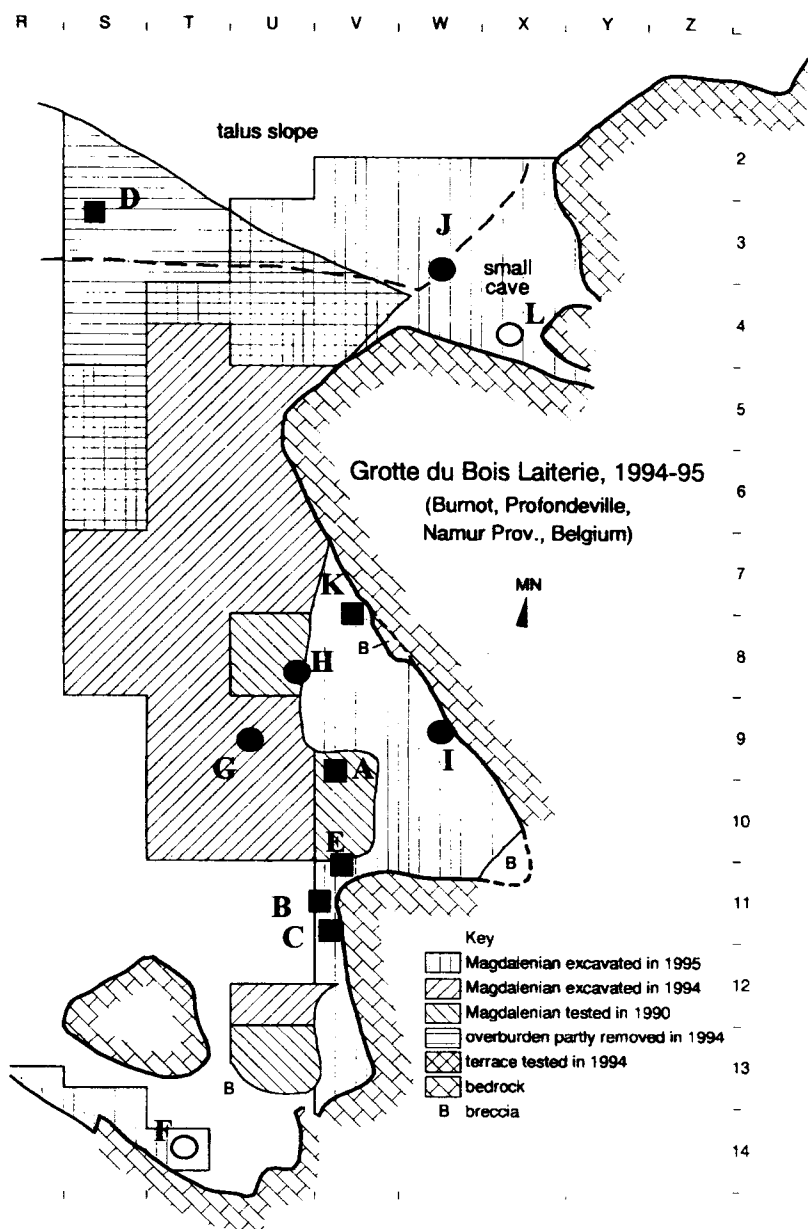 R S T U V W X Y Z
talus slope
2
D
J
3
small
cave
L
4
5
Grotte du Bois Laiterie, 1994-95
6
(Burnot, Profondeville,
Namur Prov., Belgium)
7
K
MN
B
8
H
G
I
9
A
10
E
B
B
11
C
Key
Magdalenian excavated in 1995
12
Magdalenian excavated in 1994
Magdalenian tested in 1990
overburden partly removed in 1994
terrace tested in 1994
13
B
bedrock
B breccia
F
14